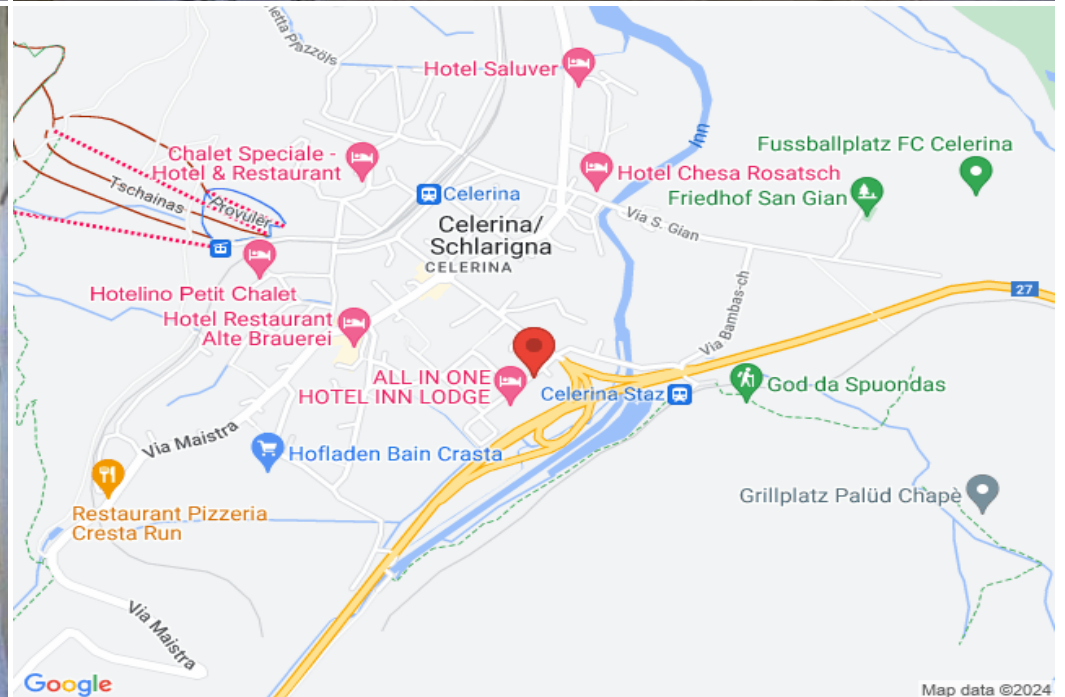 ietta Prazzöls
Hotel Saluver
Inn
Fussballplatz FC Celerina
Chalet Speciale -
Hotel & Restaurant
Hotel Chesa Rosatsch
Friedhof San Gian
Tschainas
Provulèr
Celerina
Via S. Gian
Celerina/
Schlarigna
CELERINA
Hotelino Petit Chalet
27
Hotel Restaurant
Alte Brauerei
Via Bambas-ch
ALL IN ONE
HOTEL INN LODGE
Celerina Staz
God da Spuondas
Via Maistra
Hofladen Bain Crasta
Grillplatz Palüd Chapè
Restaurant Pizzeria
Cresta Run
Via Maistra
Google
Map data ©2024